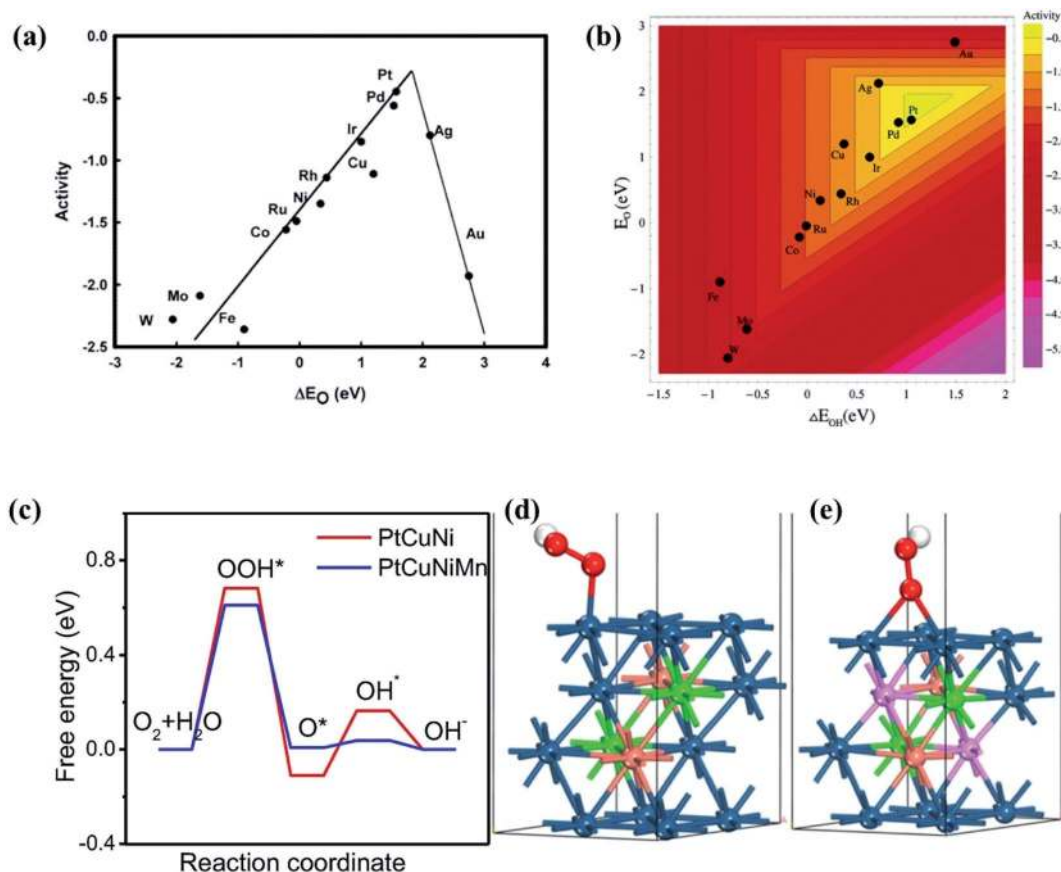 (a)
0.0
-0.5
-1.0
-1.5
-2.0
-2.5
Activity
Pt
Pd
Ir
Ag
Cu
Rh
Ni
Ru
Co
Au
Mo
W
Fe
-3 -2 -1 0 1 2 3 4
ΔE_O (eV)
(b)
3
2
1
0
-1
-2
E_O (eV)
Au
Ag
Pt
Pd
Cu
Ir
Ni
Rh
Ru
Co
Fe
Mo
W
-1.5 -1 -0.5 0 0.5 1 1.5 2
ΔE_OH(eV)
Activity
(c)
0.8
0.4
0.0
-0.4
Free energy (eV)
PtCuNi
PtCuNiMn
OOH*
O₂+H₂O
O*
OH*
OH⁻
Reaction coordinate
(d)
(e)